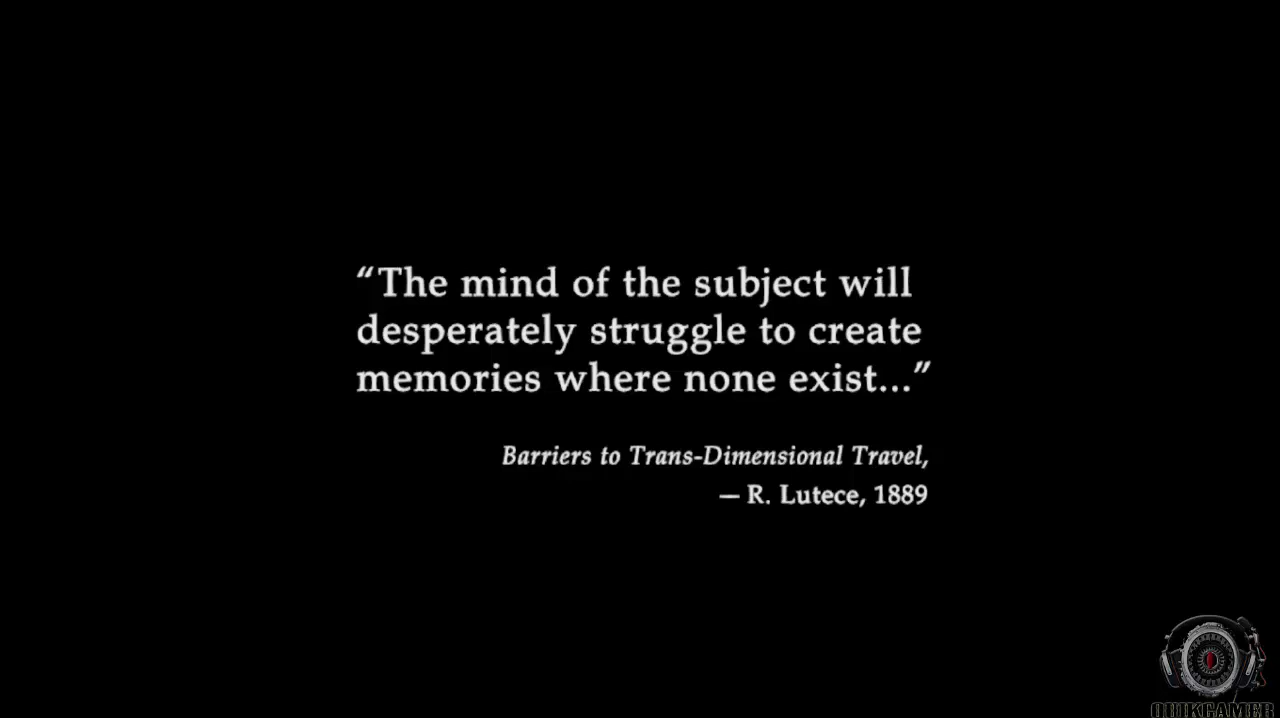 “The mind of the subject will
desperately struggle to create
memories where none exist...”
Barriers to Trans-Dimensional Travel,
— R. Lutece, 1889
QUIKGAMER